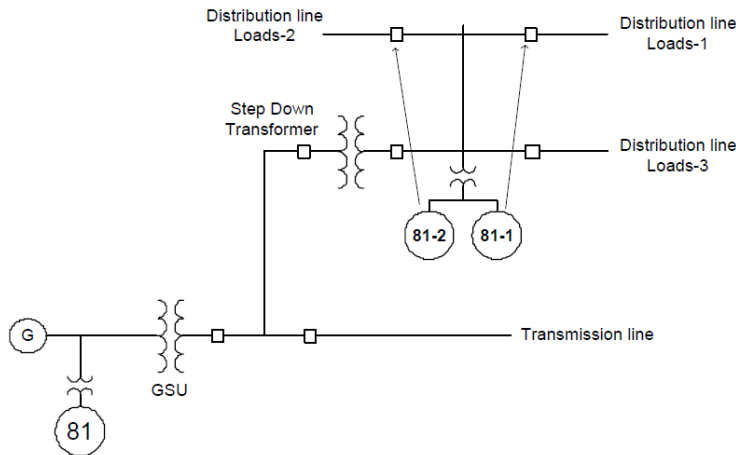 Distribution line
Loads-2
Distribution line
Loads-1
Step Down
Transformer
Distribution line
Loads-3
81-2
81-1
G
Transmission line
GSU
81